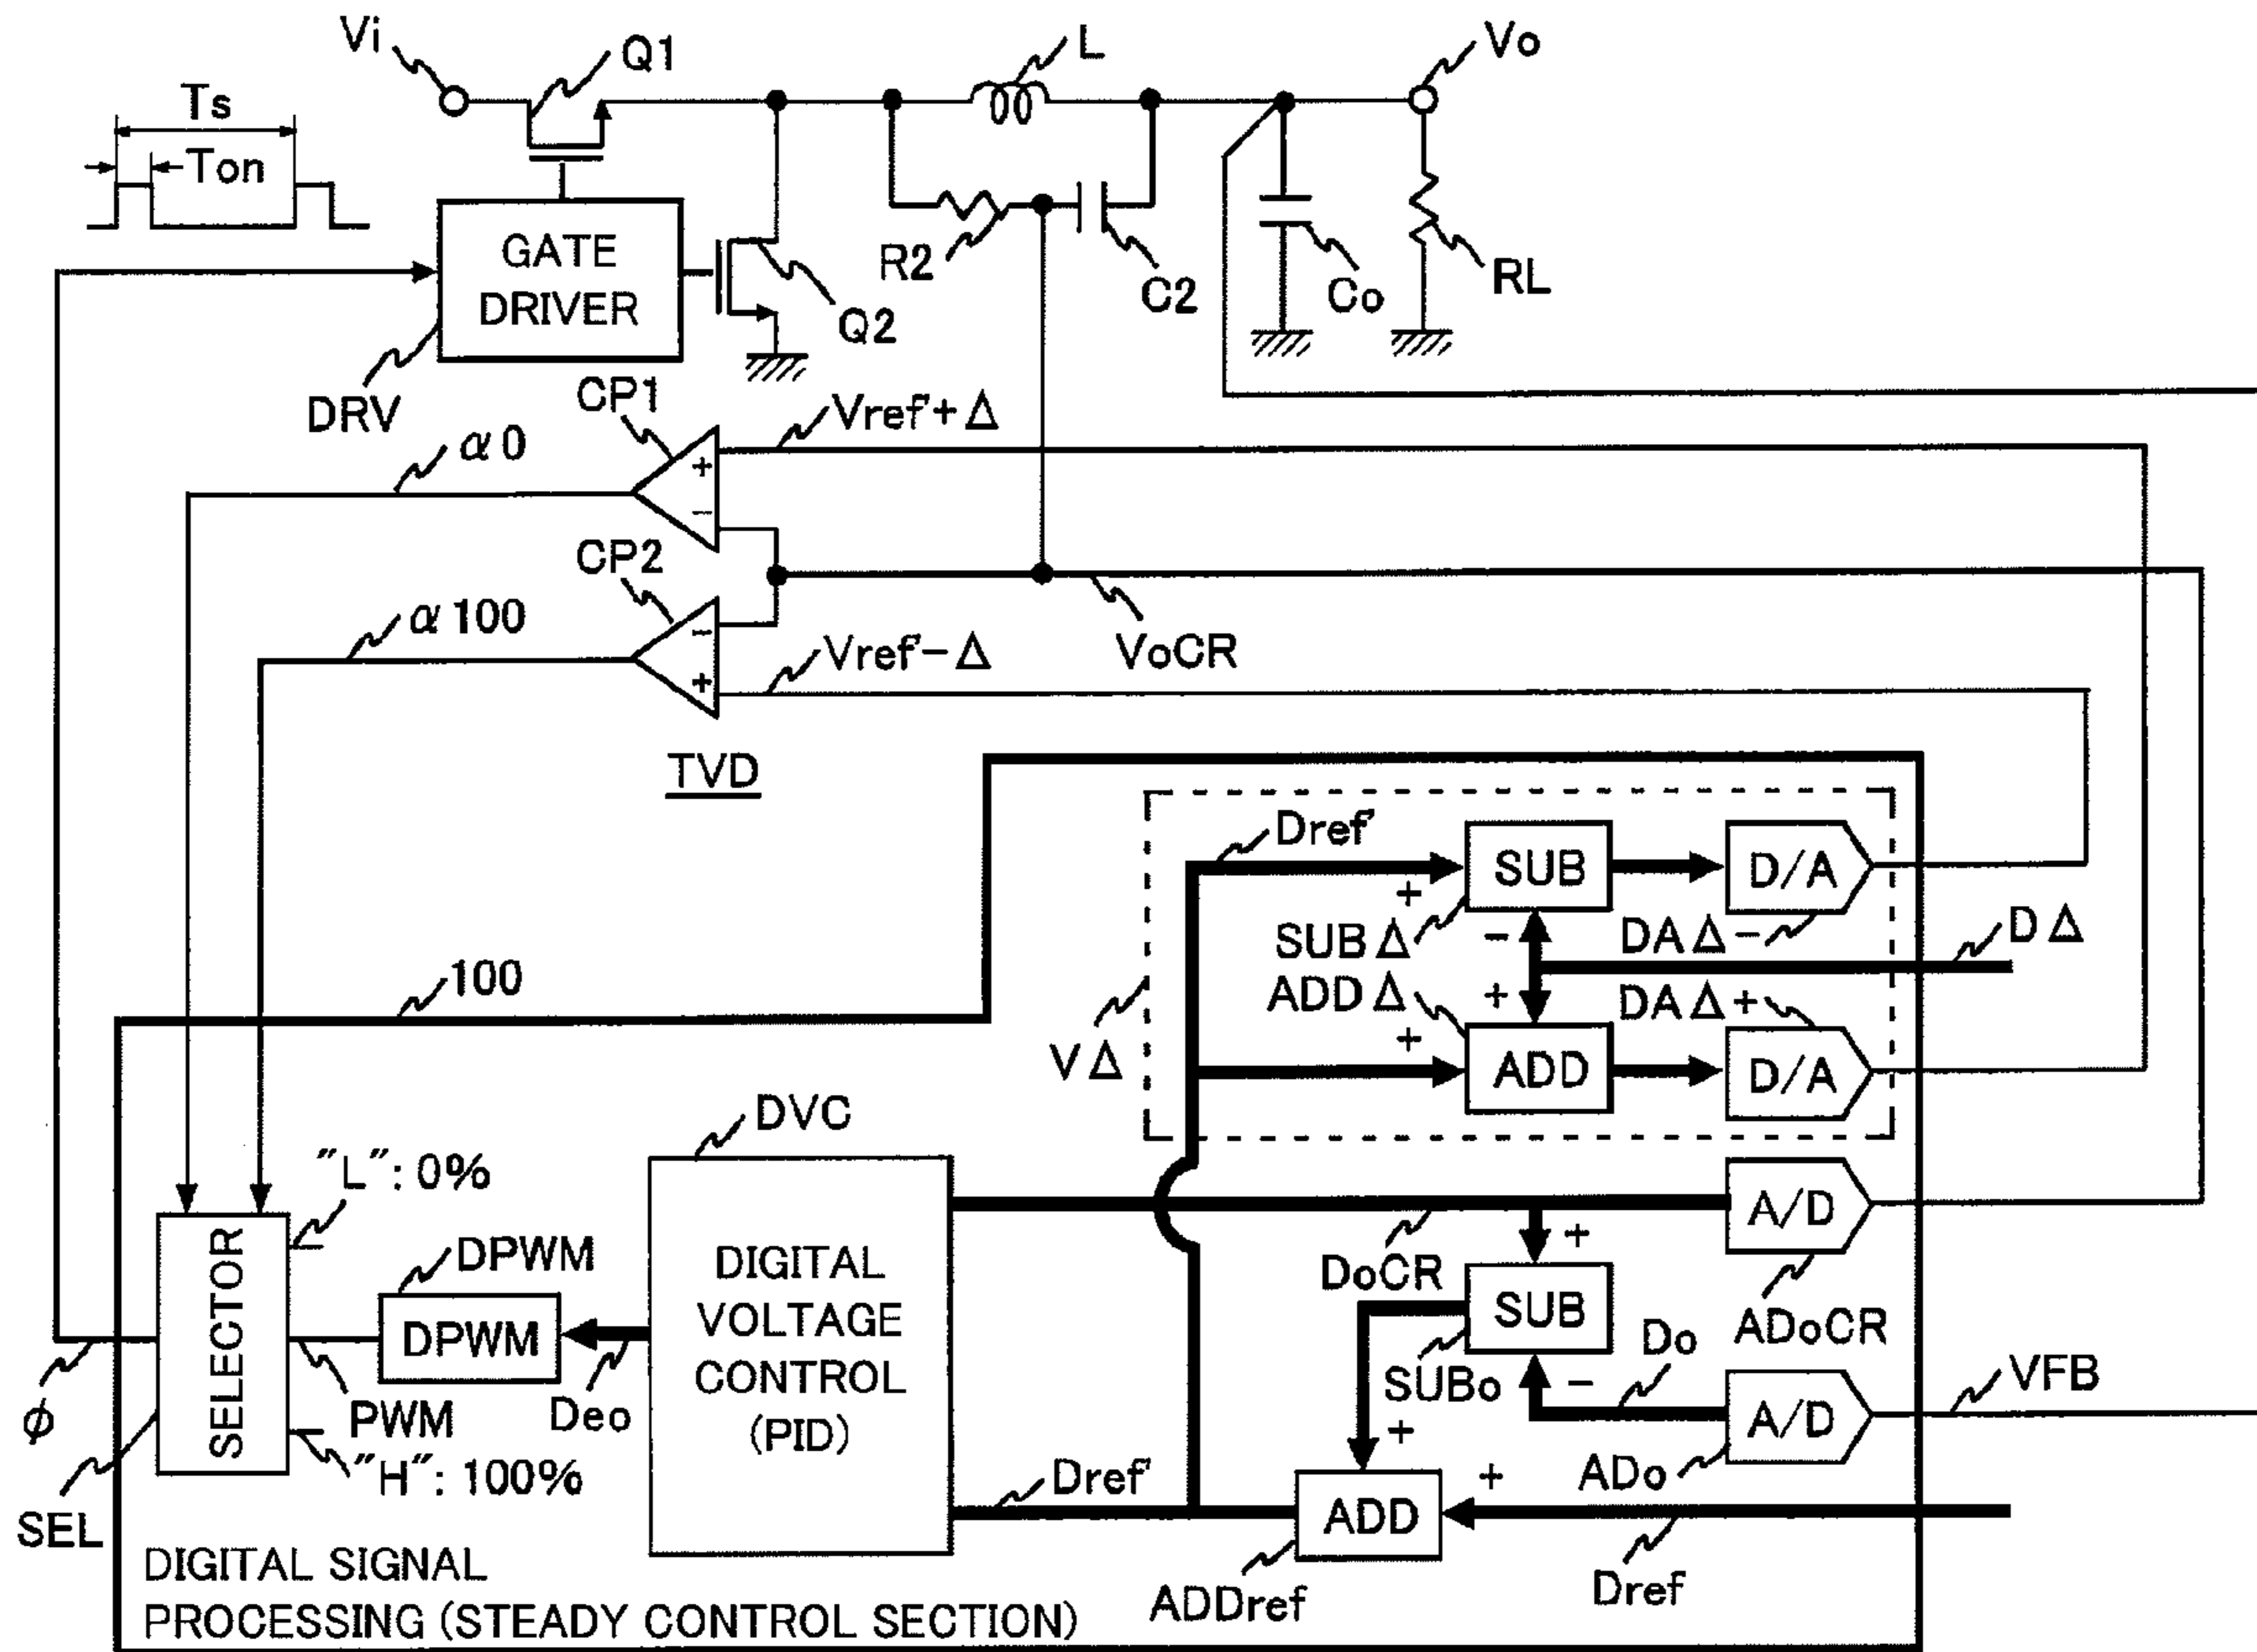 Vi
Q1
L
Vo
Ts
Ton
GATE
DRIVER
R2
C2
Co
RL
Q2
DRV
CP1
Vref'+Δ
α0
+
−
CP2
α100
−
+
Vref'−Δ
VoCR
TVD
Dref'
SUB
D/A
+
SUBΔ
−
DAΔ−
DΔ
100
ADDΔ
+
DAΔ+
+
VΔ
ADD
D/A
DVC
"L": 0%
A/D
+
DoCR
ADoCR
SELECTOR
DPWM
DPWM
DIGITAL
VOLTAGE
CONTROL
(PID)
SUB
Do
SUBo
−
A/D
VFB
φ
PWM
Deo
+
ADo
"H": 100%
Dref'
+
SEL
ADD
ADDref
Dref
DIGITAL SIGNAL
PROCESSING (STEADY CONTROL SECTION)